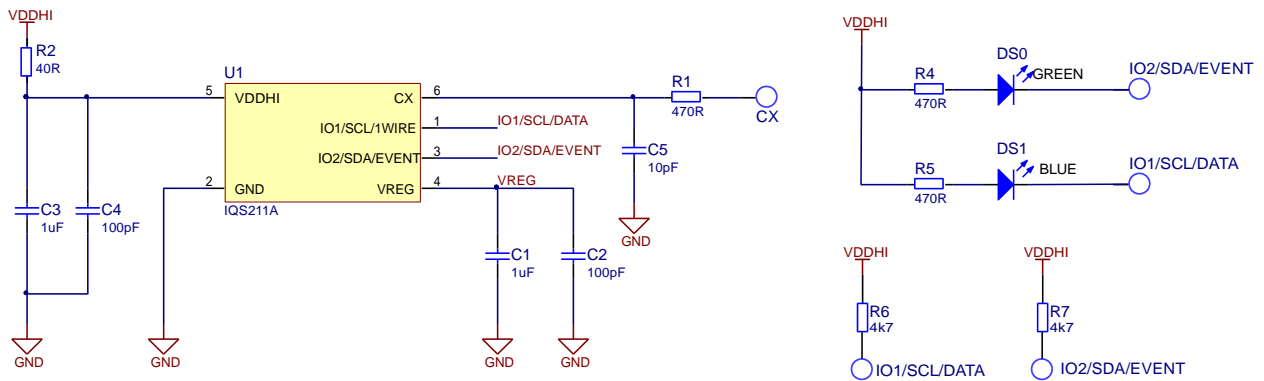 VDDHI
R2
40R
U1
5
VDDHI
CX
6
R1
470R
CX
IO1/SCL/1WIRE
1
IO1/SCL/DATA
IO2/SDA/EVENT
3
IO2/SDA/EVENT
C5
10pF
2
GND
VREG
4
VREG
IQS211A
C3
1uF
C4
100pF
GND
C1
1uF
C2
100pF
GND
GND
GND
GND
VDDHI
DS0
GREEN
IO2/SDA/EVENT
R4
470R
DS1
BLUE
IO1/SCL/DATA
R5
470R
VDDHI
VDDHI
R6
4k7
R7
4k7
IO1/SCL/DATA
IO2/SDA/EVENT